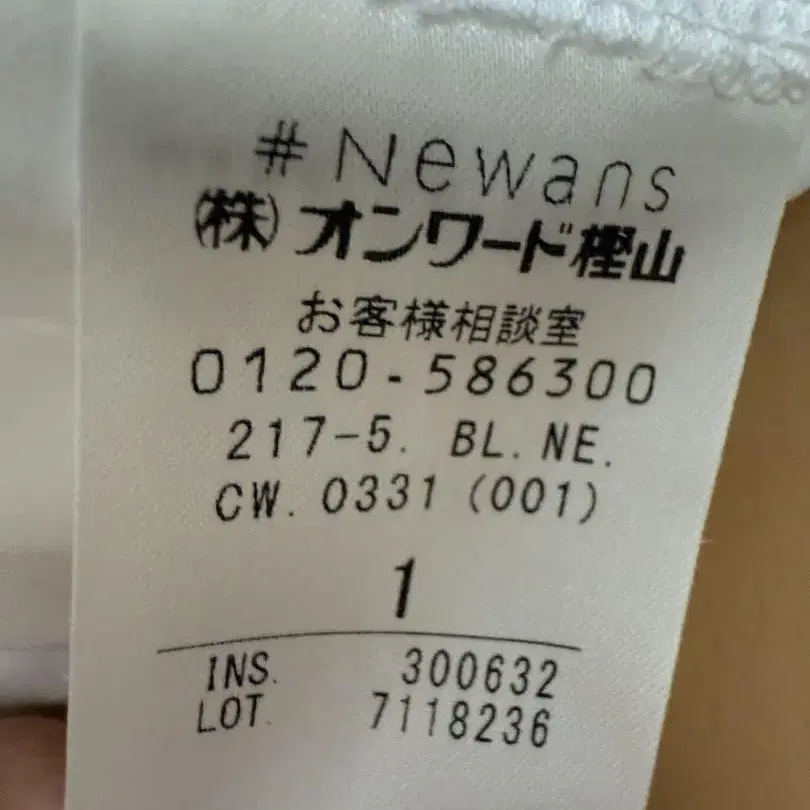 #Newans
(株)オンワード樫山
お客様相談室
0120-586300
217-5. BL.NE.
CW.0331(001)
1
INS. 300632
LOT. 7118236